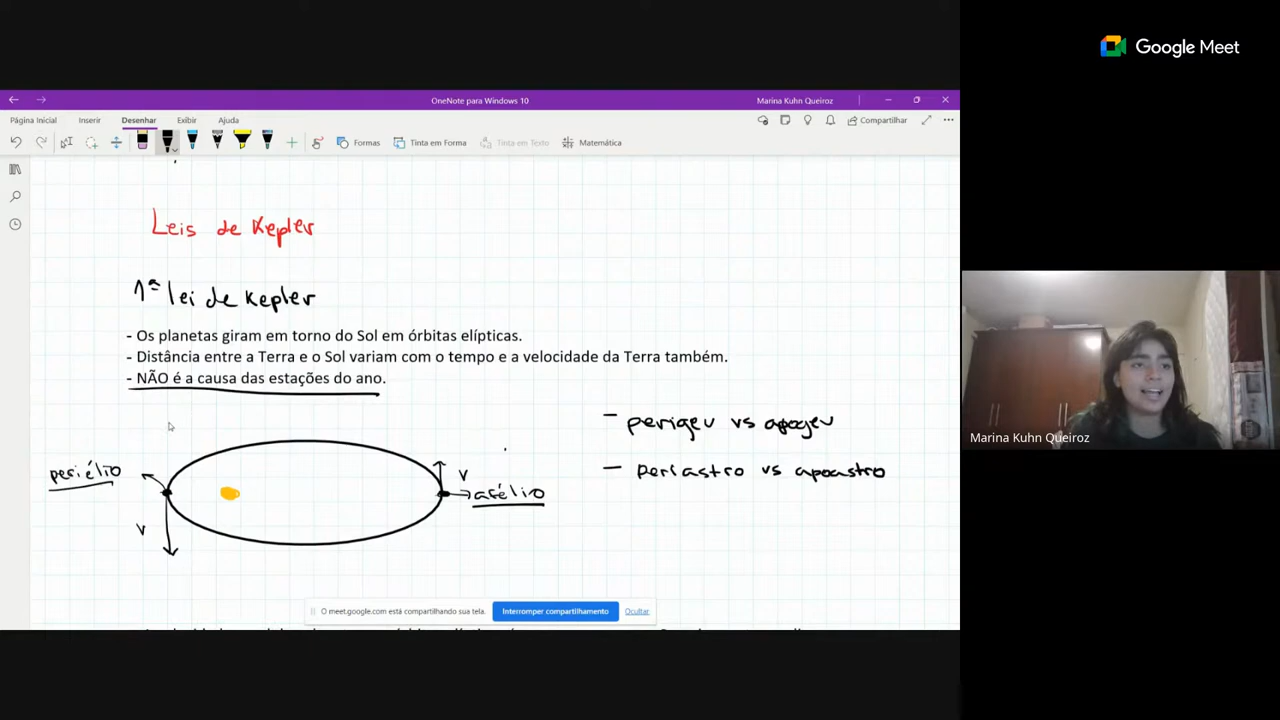 Google Meet
OneNote para Windows 10
Marina Kuhn Queiroz
Página Inicial Inserir Desenhar Exibir Ajuda
Compartilhar
Formas Tinta em Forma Tinta em Texto Matemática
Leis de Kepler
1ª lei de Kepler
- Os planetas giram em torno do Sol em órbitas elípticas.
- Distância entre a Terra e o Sol variam com o tempo e a velocidade da Terra também.
- NÃO é a causa das estações do ano.
- perigeu vs apogeu
- periastro vs apoastro
periélio
v
afélio
v
Marina Kuhn Queiroz
O meet.google.com está compartilhando sua tela. Interromper compartilhamento Ocultar